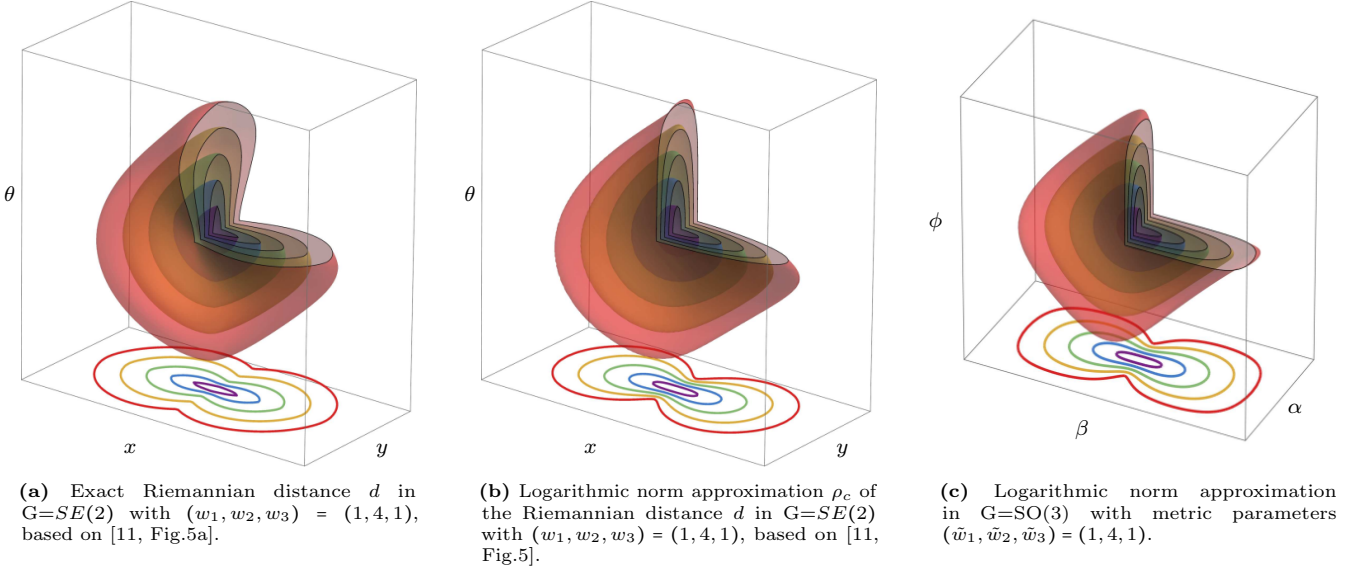 θ
x
y
θ
x
y
ϕ
β
α
(a) Exact Riemannian distance d in
G=SE(2) with (w₁, w₂, w₃) = (1, 4, 1),
based on [11, Fig.5a].
(b) Logarithmic norm approximation ρ_c of
the Riemannian distance d in G=SE(2)
with (w₁, w₂, w₃) = (1, 4, 1), based on [11,
Fig.5].
(c) Logarithmic norm approximation
in G=SO(3) with metric parameters
(w̃₁, w̃₂, w̃₃) = (1, 4, 1).